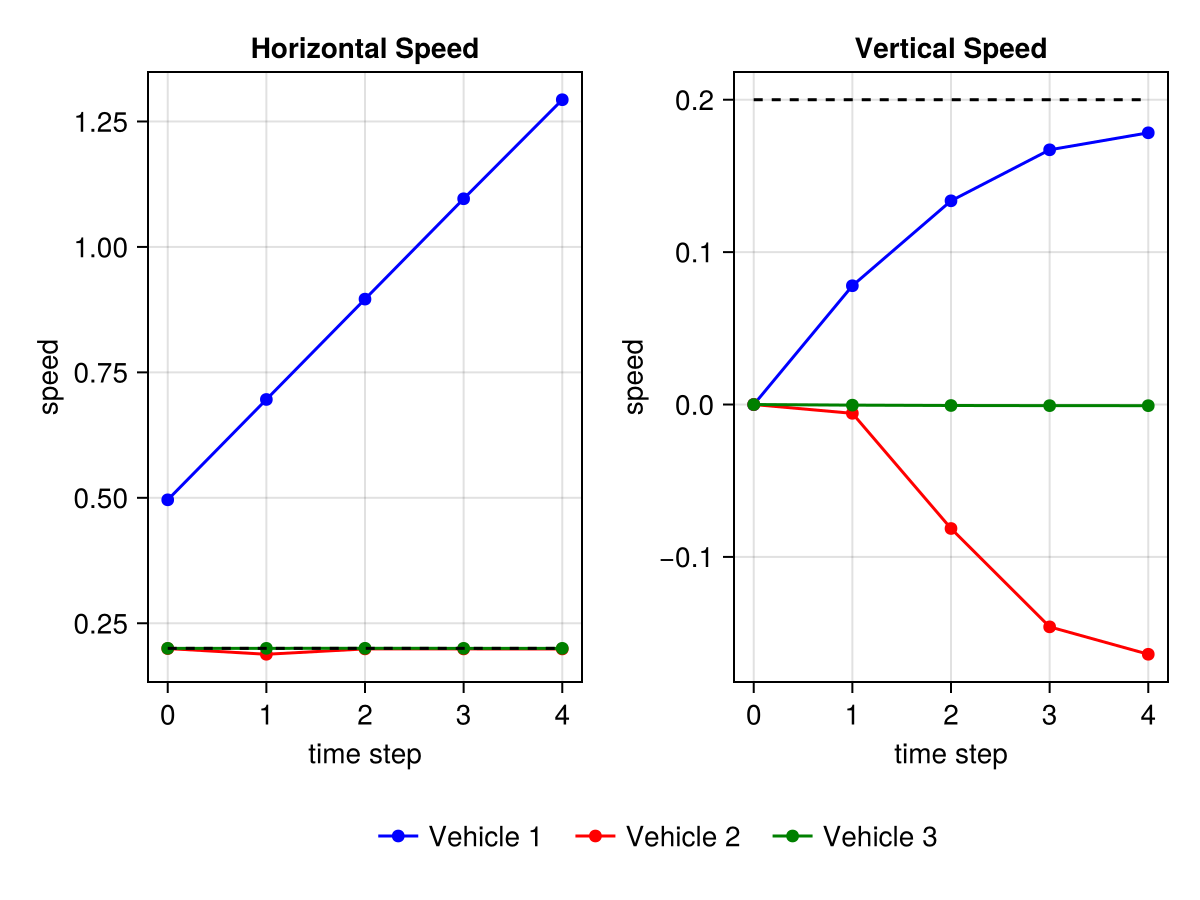 Horizontal Speed
Vertical Speed
speed
1.25
1.00
0.75
0.50
0.25
0 1 2 3 4
time step
speed
0.2
0.1
0.0
−0.1
0 1 2 3 4
time step
Vehicle 1 Vehicle 2 Vehicle 3